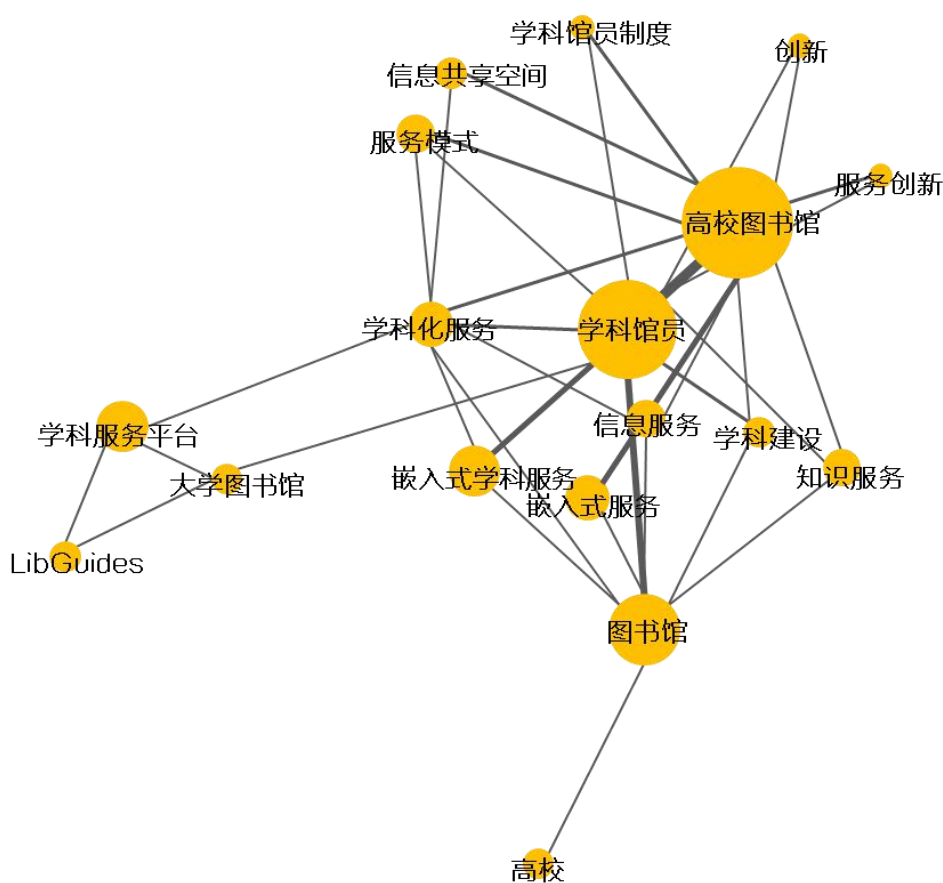 学科馆员制度
创新
信息共享空间
服务模式
服务创新
高校图书馆
学科化服务
学科馆员
信息服务
学科建设
学科服务平台
大学图书馆
嵌入式学科服务
知识服务
嵌入式服务
LibGuides
图书馆
高校